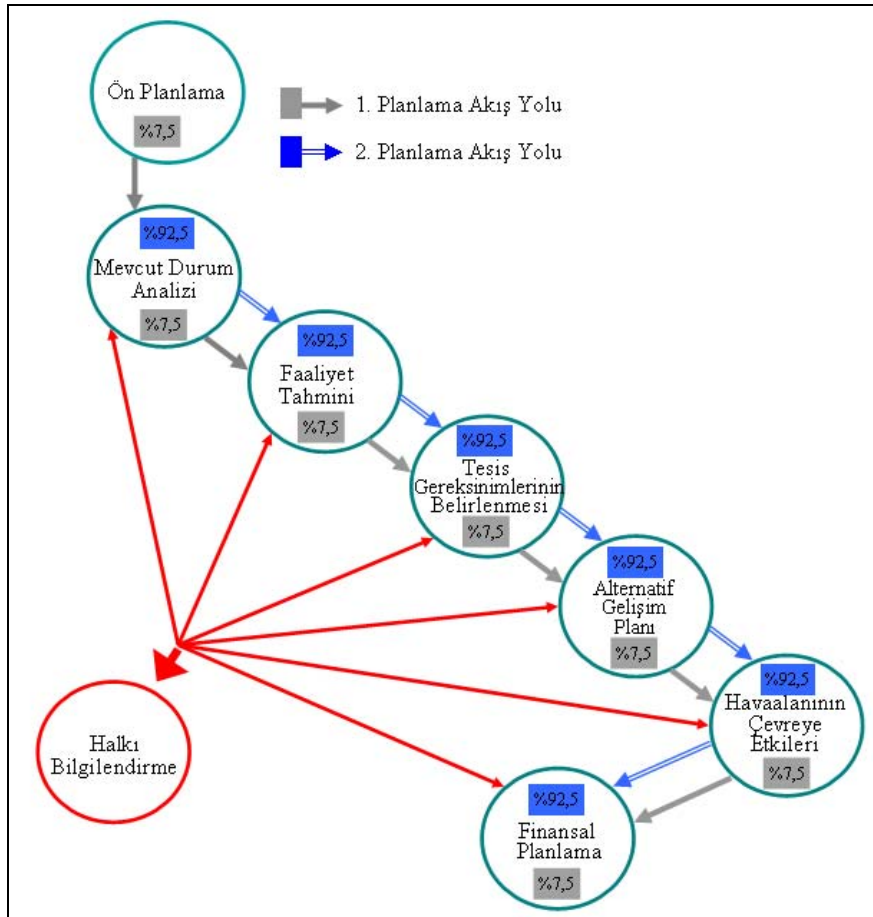 Ön Planlama
%7,5
1. Planlama Akış Yolu
2. Planlama Akış Yolu
%92,5
Mevcut Durum
Analizi
%7,5
%92,5
Faaliyet
Tahmini
%7,5
%92,5
Tesis
Gereksinimlerinin
Belirlenmesi
%7,5
%92,5
Alternatif
Gelişim
Planı
%7,5
%92,5
Havaalanının
Çevreye
Etkileri
%7,5
Halkı
Bilgilendirme
%92,5
Finansal
Planlama
%7,5